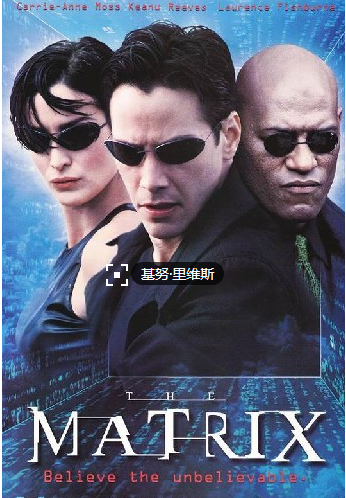 Carrie-Anne Moss Keanu Reeves Laurence Fishburne
基努·里维斯
THE
MATRIX
Believe the unbelievable.